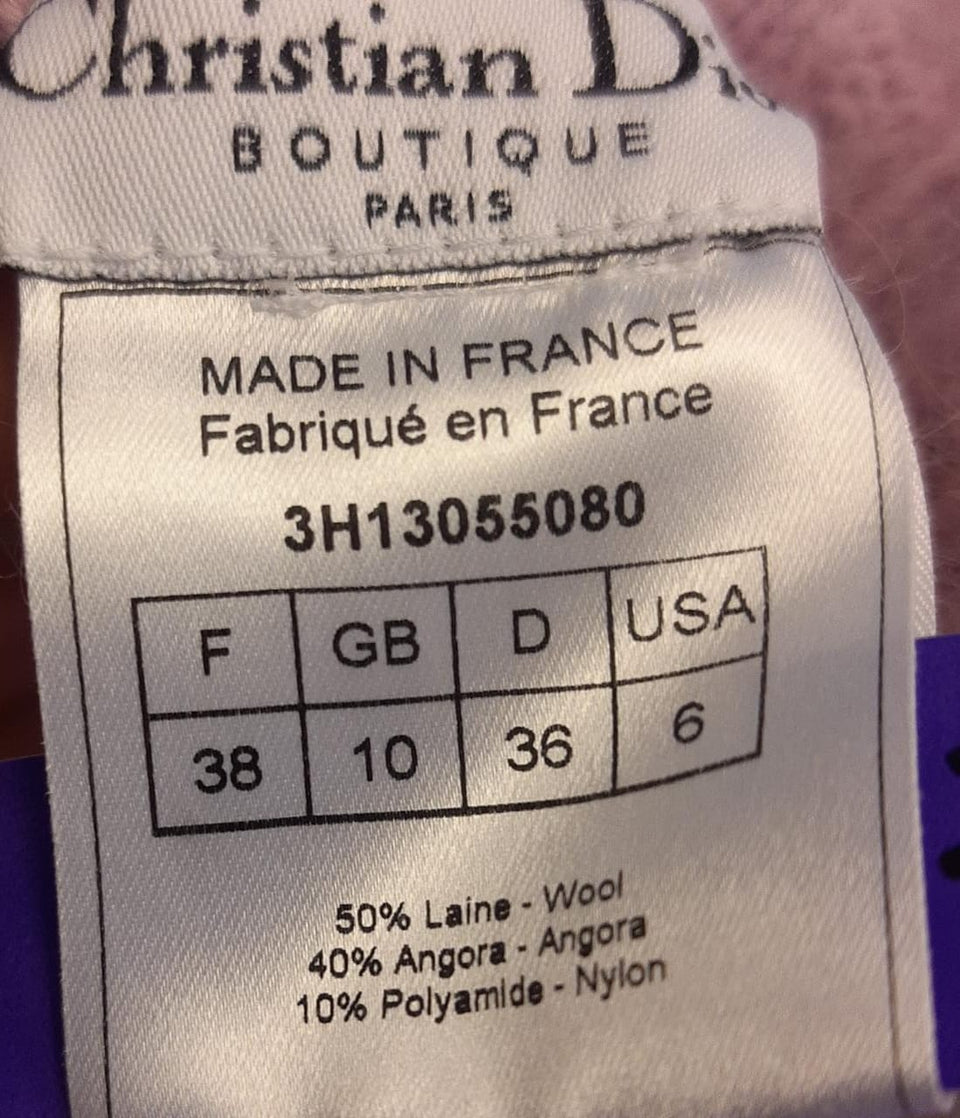 Christian Dio
BOUTIQUE
PARIS
MADE IN FRANCE
Fabriqué en France
3H13055080
F GB D USA
38 10 36 6
50% Laine - Wool
40% Angora - Angora
10% Polyamide - Nylon